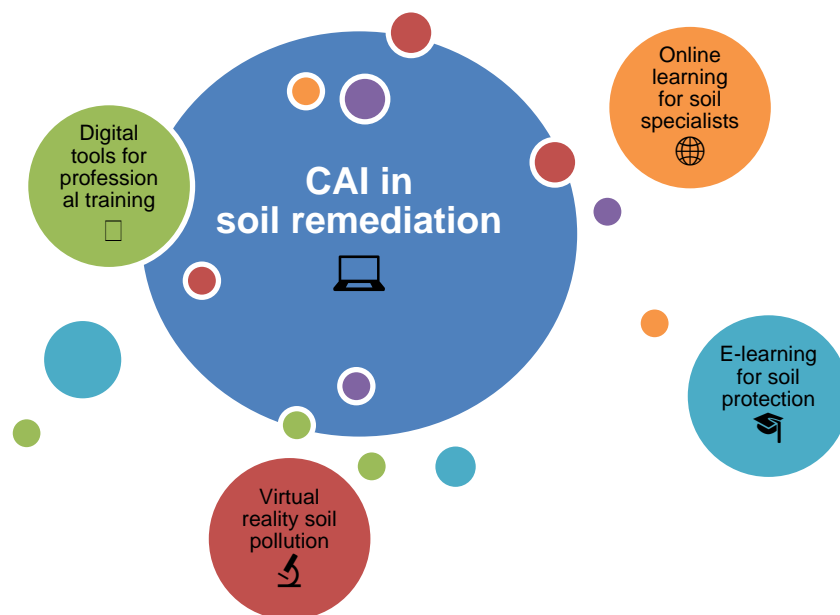 Online
learning
for soil
specialists
Digital
tools for
profession
al training
CAI in
soil remediation
E-learning
for soil
protection
Virtual
reality soil
pollution